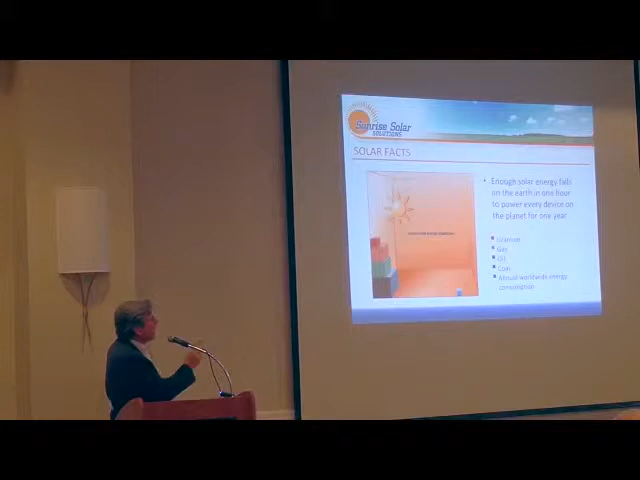 Sunrise Solar
SOLUTIONS
SOLAR FACTS
• Enough solar energy falls
on the earth in one hour
to power every device on
the planet for one year
▪ Uranium
▪ Gas
▪ Oil
▪ Coal
▪ Annual worldwide energy
consumption